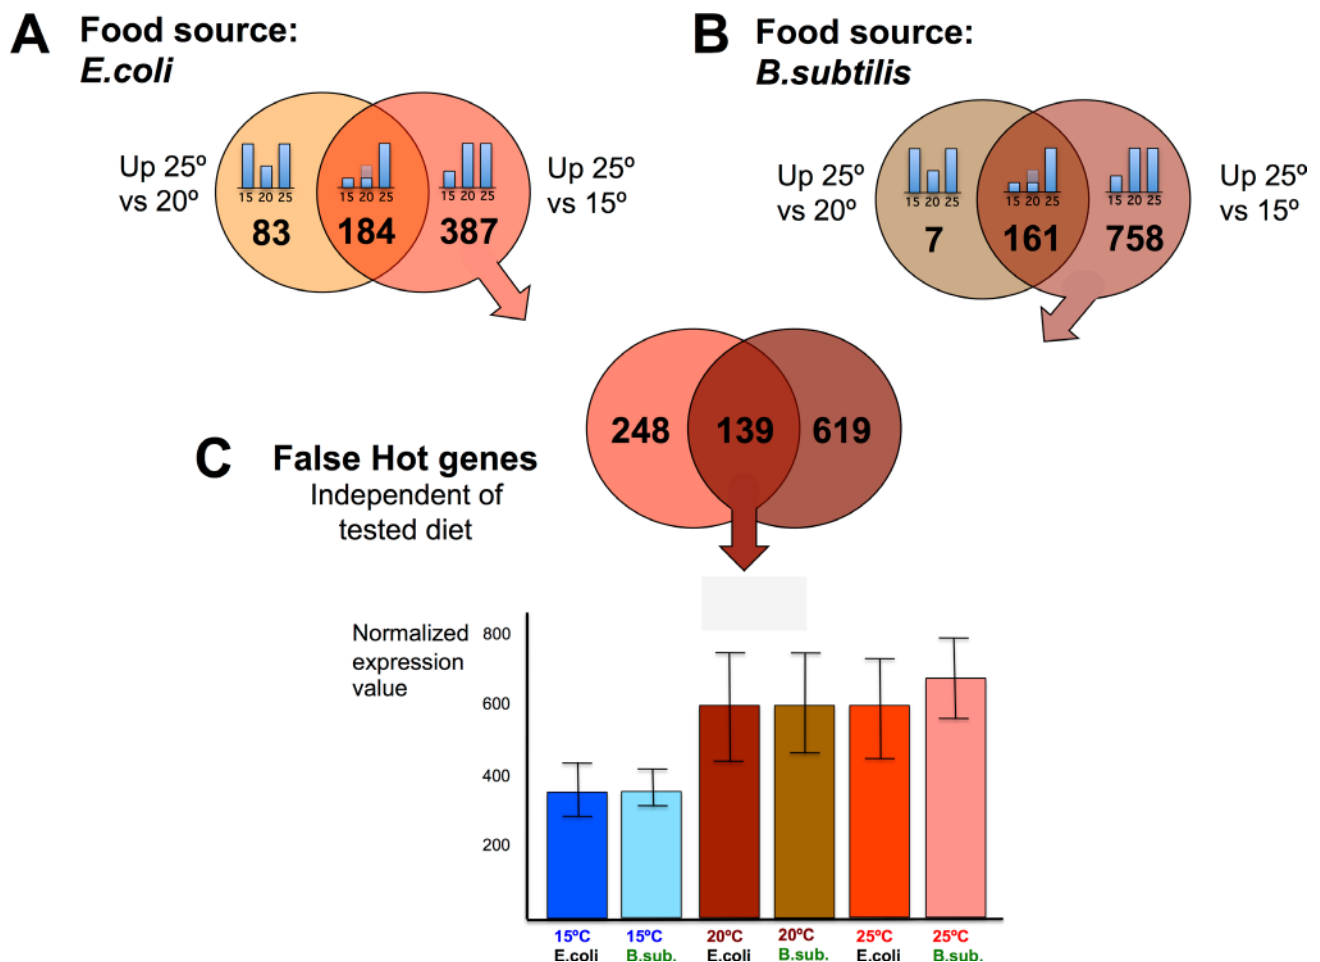 A
Food source:
E.coli
Up 25º
vs 20º
15 20 25
83
15 20 25
184
15 20 25
387
Up 25º
vs 15º
B
Food source:
B.subtilis
Up 25º
vs 20º
15 20 25
7
15 20 25
161
15 20 25
758
Up 25º
vs 15º
248
139
619
C
False Hot genes
Independent of
tested diet
Normalized
expression
value
800
600
400
200
15ºC
E.coli
15ºC
B.sub.
20ºC
E.coli
20ºC
B.sub.
25ºC
E.coli
25ºC
B.sub.